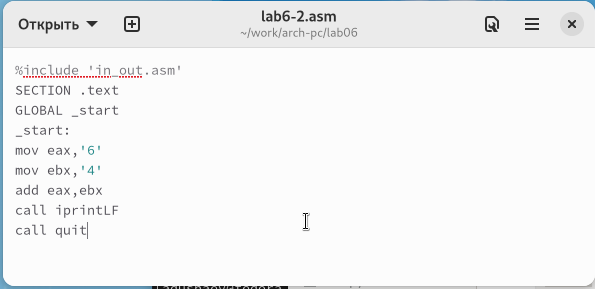 Открыть
lab6-2.asm
~/work/arch-pc/lab06
%include 'in_out.asm'
SECTION .text
GLOBAL _start
_start:
mov eax,'6'
mov ebx,'4'
add eax,ebx
call iprintLF
call quit